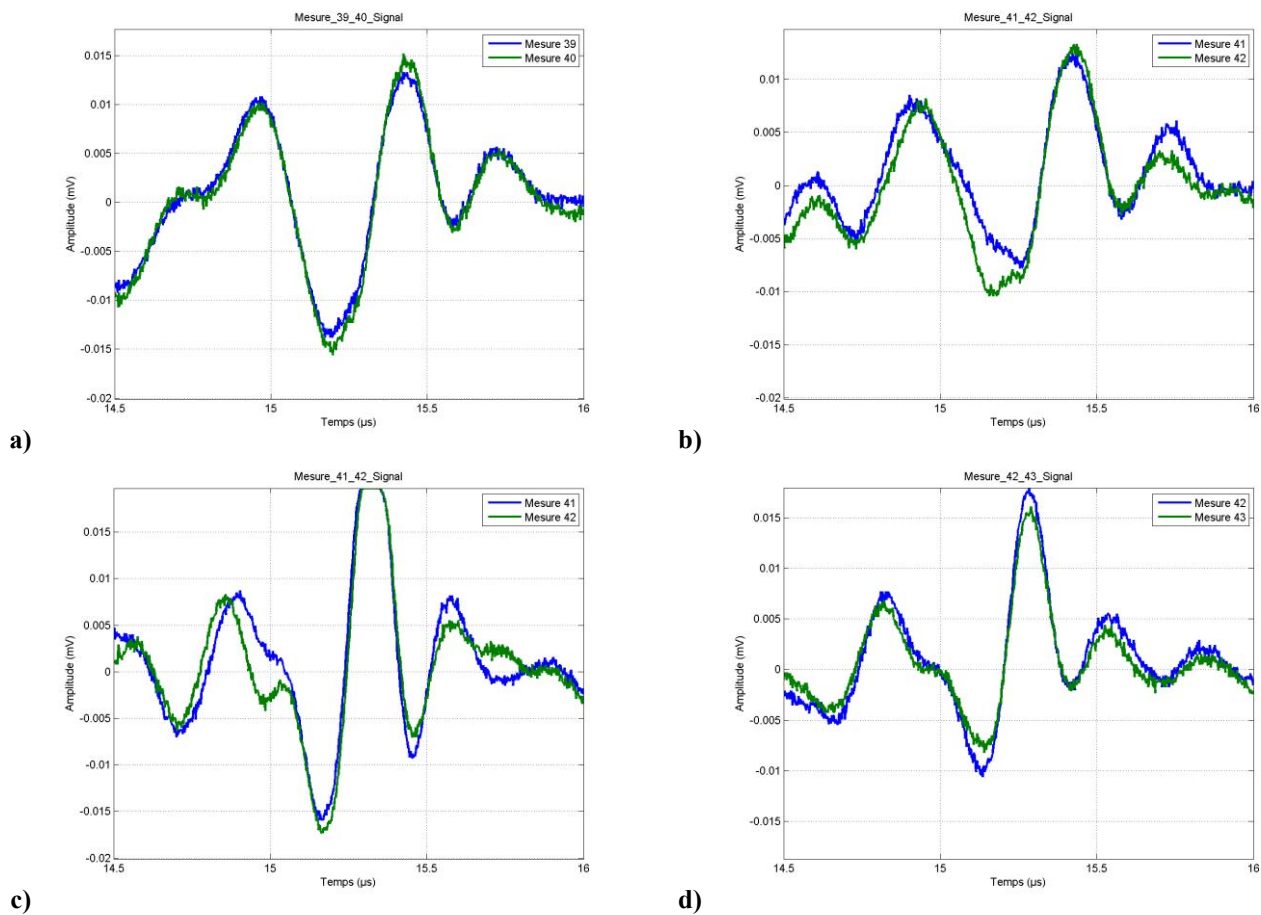 Mesure_39_40_Signal
Mesure 39
Mesure 40
0.015
0.01
0.005
0
-0.005
-0.01
-0.015
-0.02
Amplitude (mV)
14.5 15 15.5 16
Temps (µs)
a)
Mesure_41_42_Signal
Mesure 41
Mesure 42
0.01
0.005
0
-0.005
-0.01
-0.015
-0.02
Amplitude (mV)
14.5 15 15.5 16
Temps (µs)
b)
Mesure_41_42_Signal
Mesure 41
Mesure 42
0.015
0.01
0.005
0
-0.005
-0.01
-0.015
-0.02
Amplitude (mV)
14.5 15 15.5 16
Temps (µs)
c)
Mesure_42_43_Signal
Mesure 42
Mesure 43
0.015
0.01
0.005
0
-0.005
-0.01
-0.015
Amplitude (mV)
14.5 15 15.5 16
Temps (µs)
d)